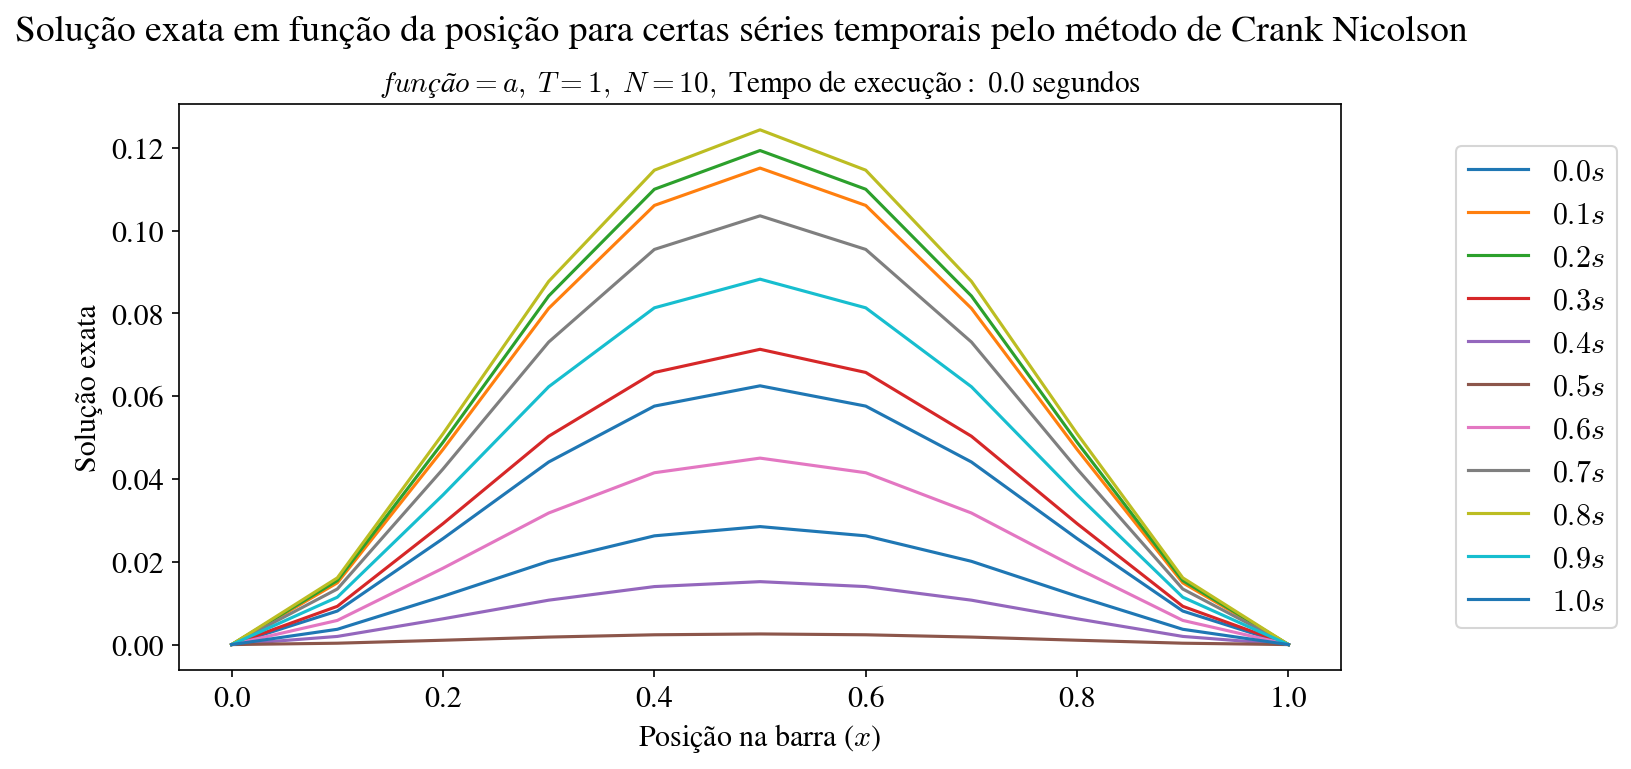 Solução exata em função da posição para certas séries temporais pelo método de Crank Nicolson
função = a, T = 1, N = 10, Tempo de execução : 0.0 segundos
Solução exata
0.12
0.10
0.08
0.06
0.04
0.02
0.00
0.0 0.2 0.4 0.6 0.8 1.0
Posição na barra (x)
0.0s
0.1s
0.2s
0.3s
0.4s
0.5s
0.6s
0.7s
0.8s
0.9s
1.0s